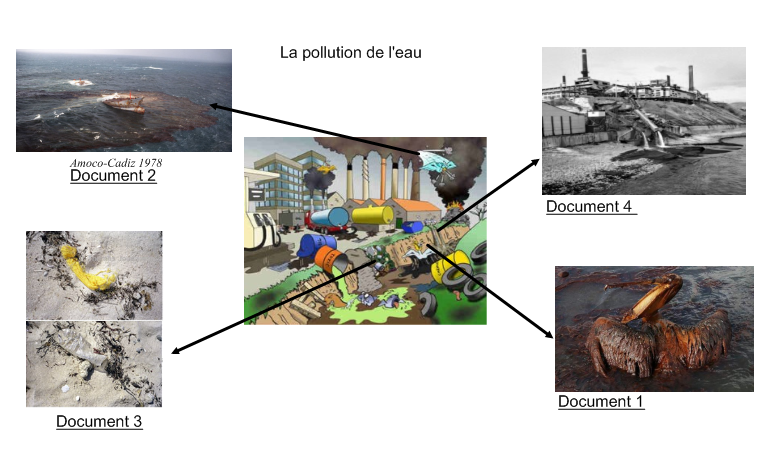 La pollution de l'eau
Amoco-Cadiz 1978
Document 2
Document 4
Document 3
Document 1